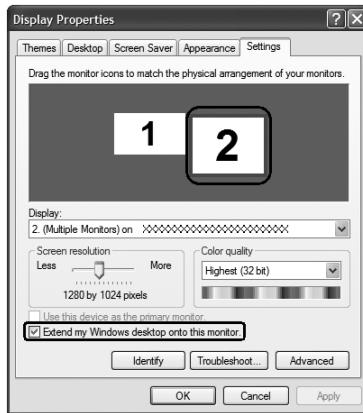 Display Properties
Themes Desktop Screen Saver Appearance Settings
Drag the monitor icons to match the physical arrangement of your monitors.
1 2
Display:
2. (Multiple Monitors) on XXXXXXXXXXXXXXXXXXXXXXX
Screen resolution Color quality
Less More Highest (32 bit)
1280 by 1024 pixels
Use this device as the primary monitor.
Extend my Windows desktop onto this monitor.
Identify Troubleshoot... Advanced
OK Cancel Apply